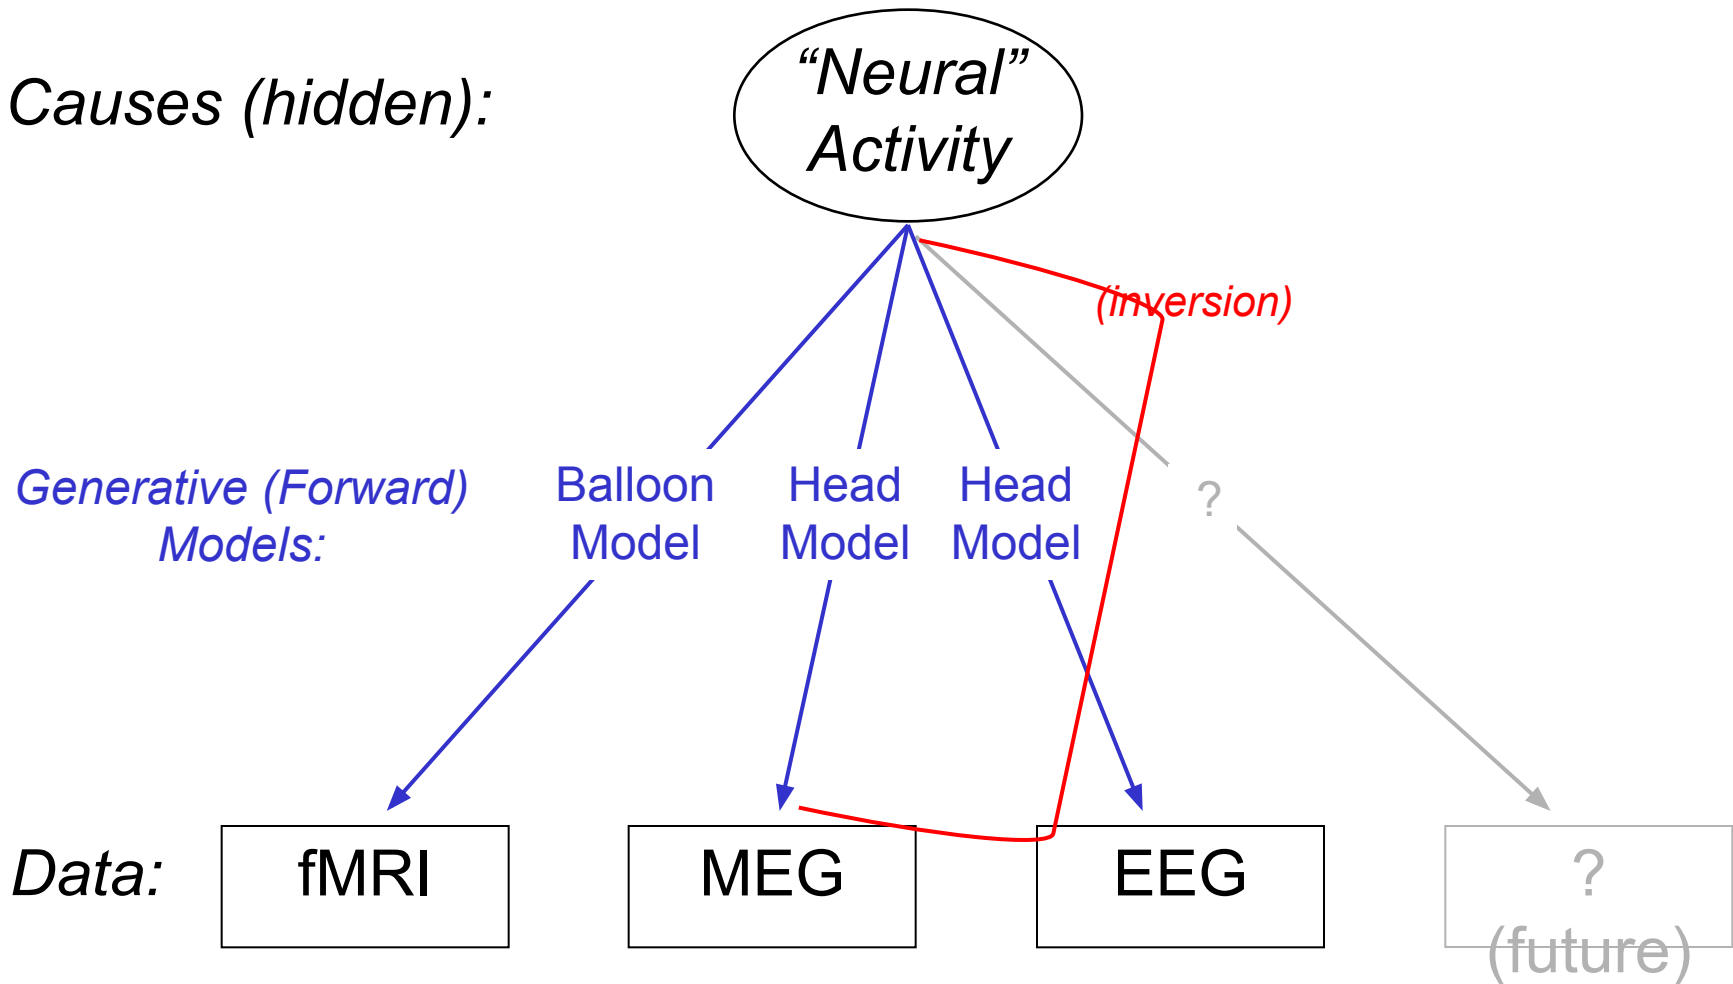 Causes (hidden):
“Neural”
Activity
(inversion)
Generative (Forward)
Models:
Balloon
Model
Head
Model
Head
Model
?
Data:
fMRI
MEG
EEG
?
(future)